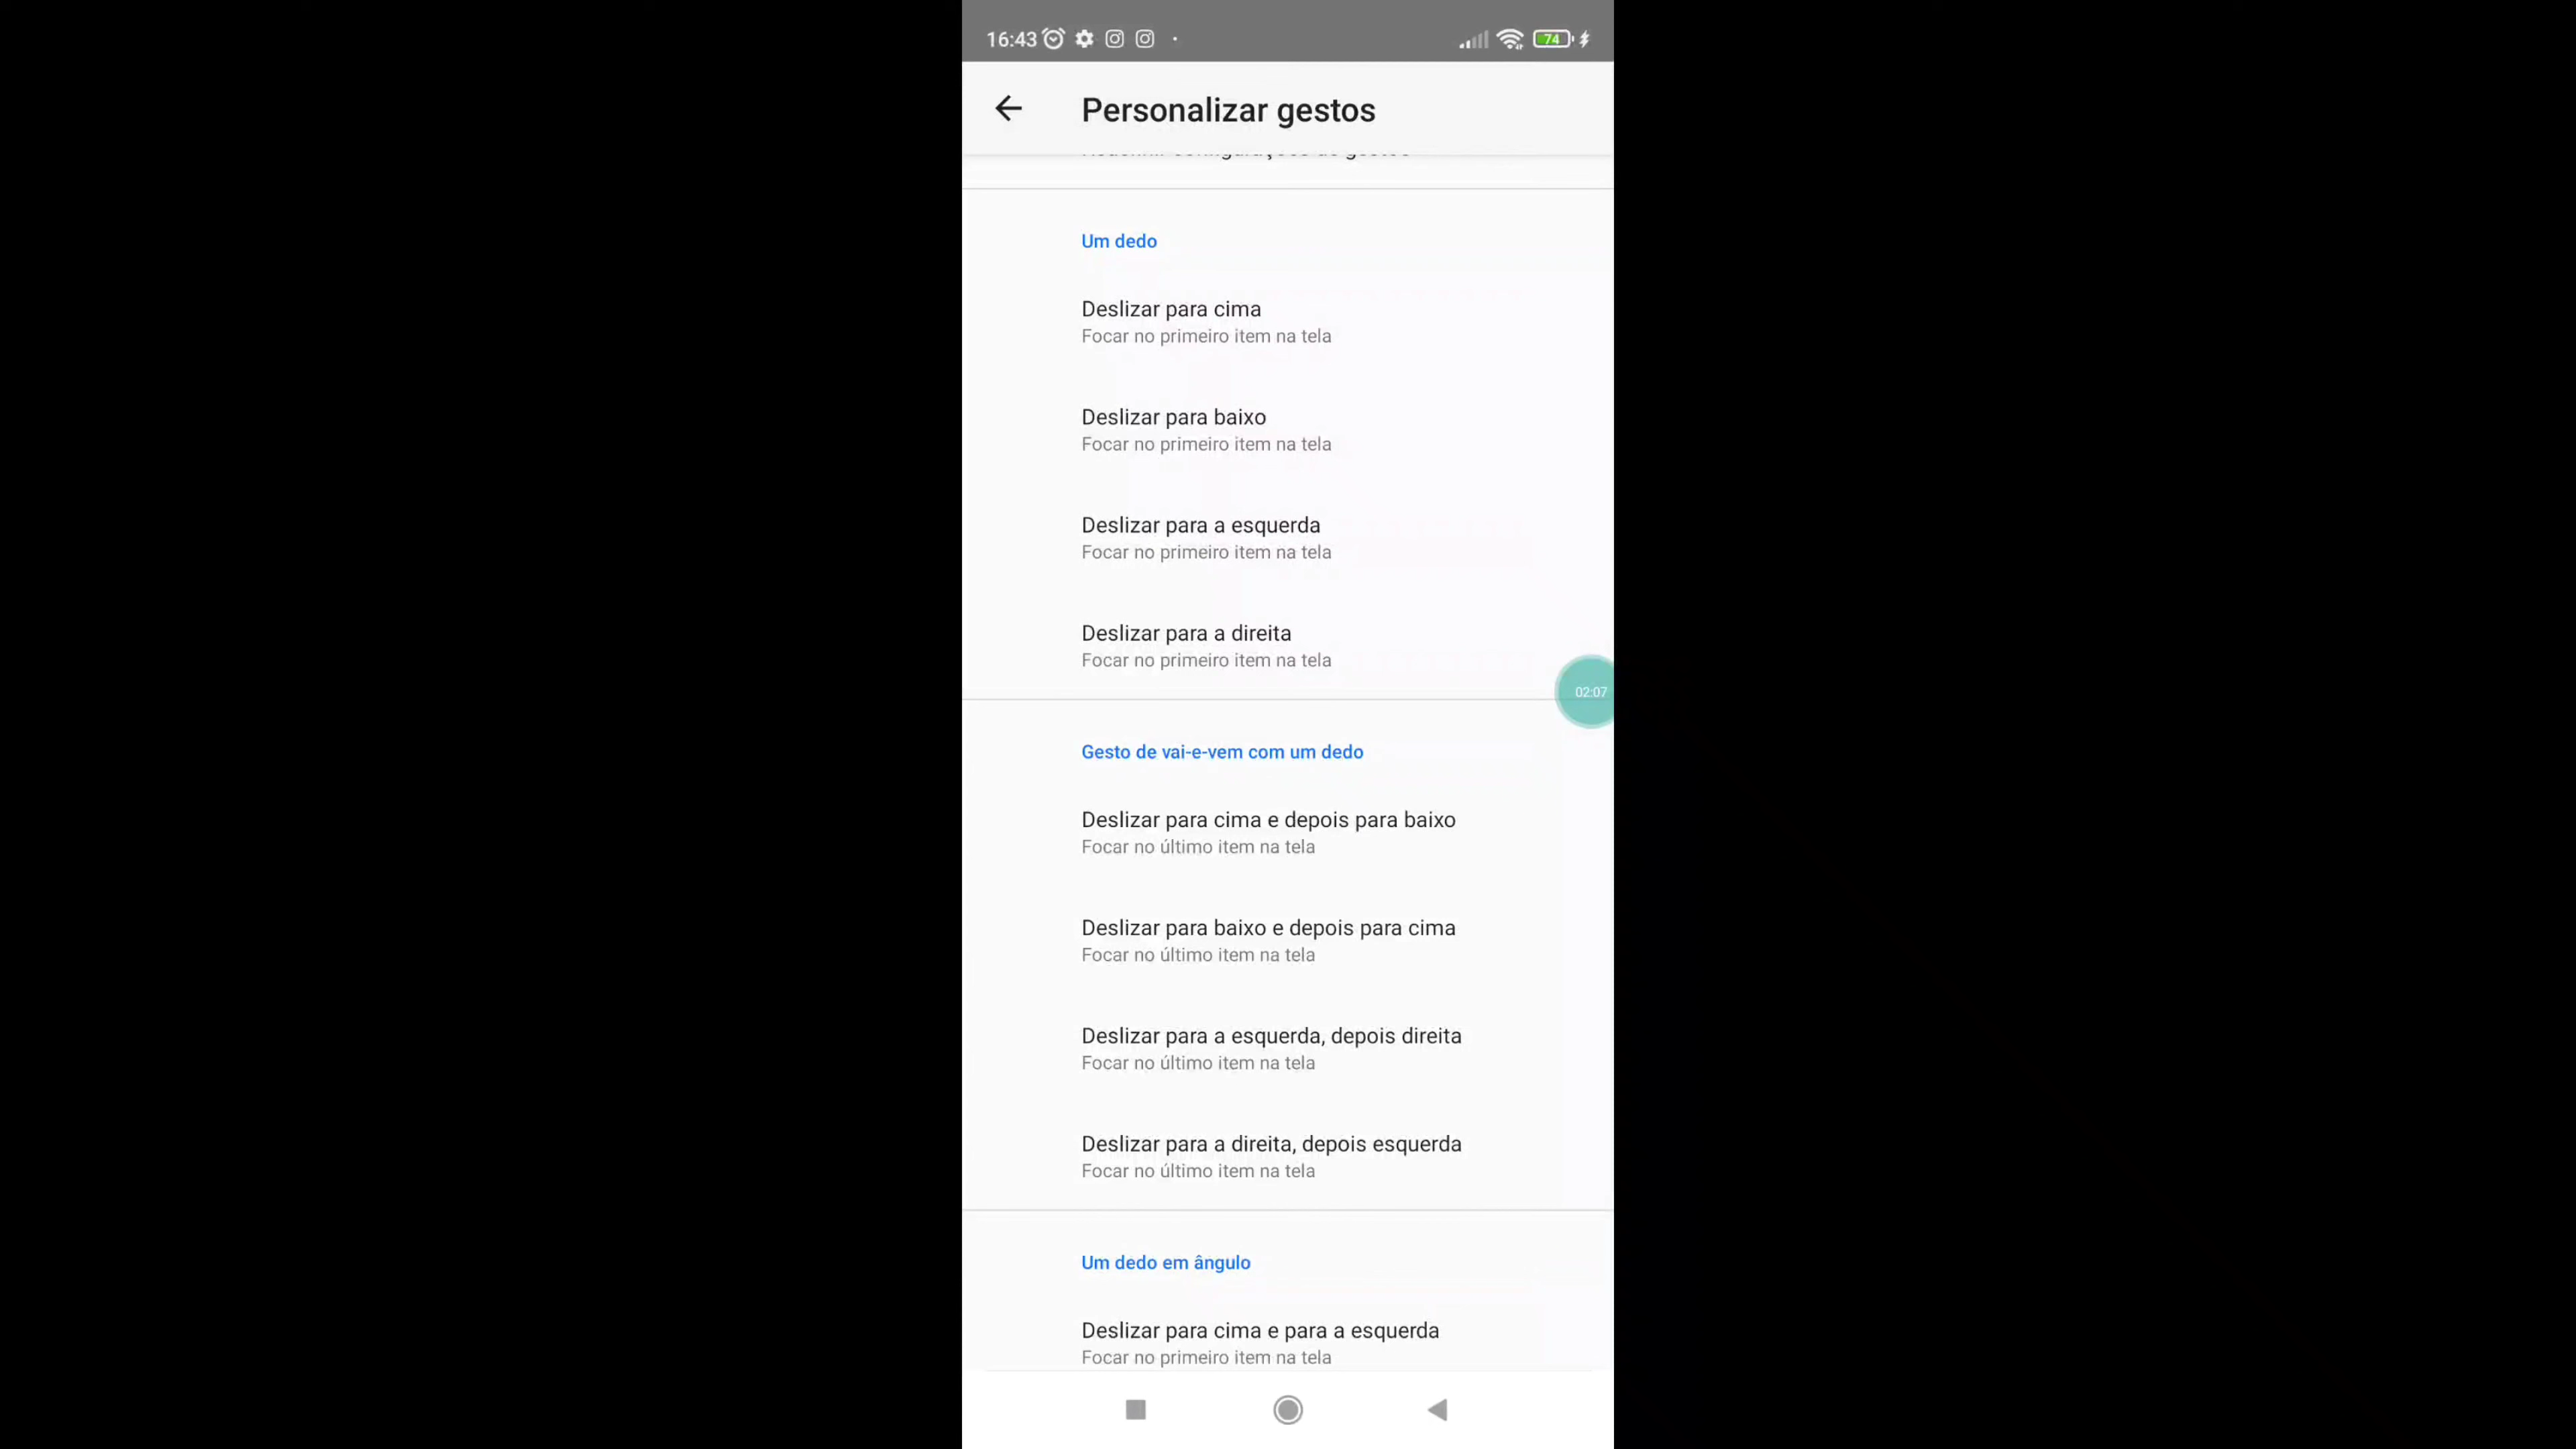 16:43
74
Personalizar gestos
Um dedo
Deslizar para cima
Focar no primeiro item na tela
Deslizar para baixo
Focar no primeiro item na tela
Deslizar para a esquerda
Focar no primeiro item na tela
Deslizar para a direita
Focar no primeiro item na tela
02:07
Gesto de vai-e-vem com um dedo
Deslizar para cima e depois para baixo
Focar no último item na tela
Deslizar para baixo e depois para cima
Focar no último item na tela
Deslizar para a esquerda, depois direita
Focar no último item na tela
Deslizar para a direita, depois esquerda
Focar no último item na tela
Um dedo em ângulo
Deslizar para cima e para a esquerda
Focar no primeiro item na tela